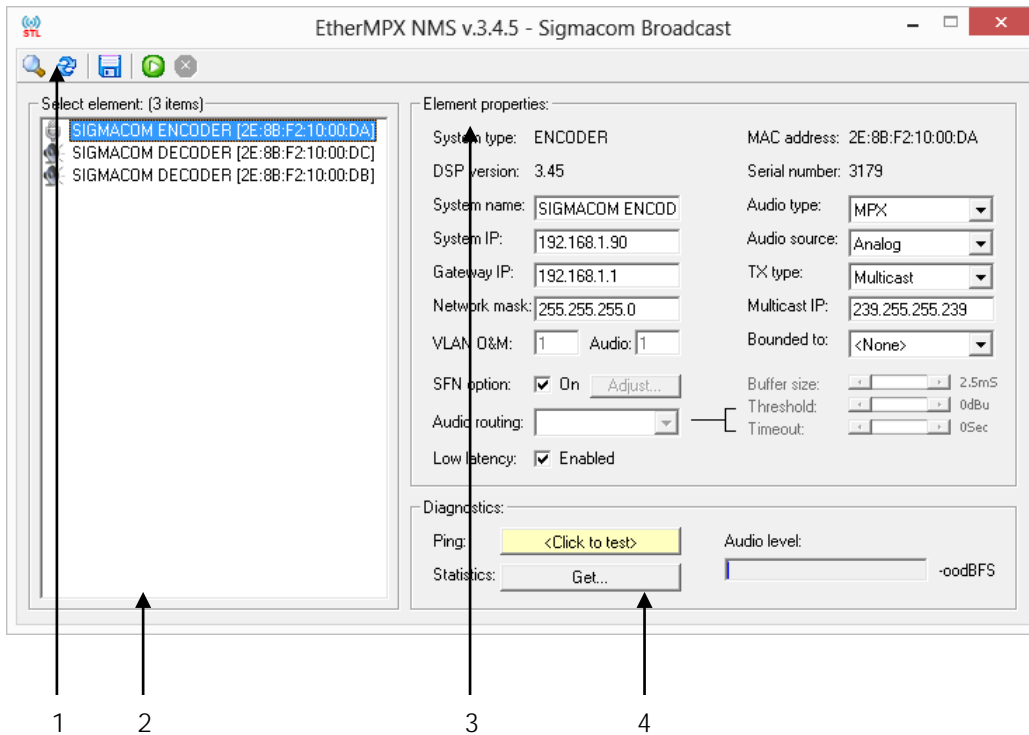 STL
EtherMPX NMS v.3.4.5 - Sigmacom Broadcast
Select element: (3 items)
SIGMACOM ENCODER [2E:8B:F2:10:00:DA]
SIGMACOM DECODER [2E:8B:F2:10:00:DC]
SIGMACOM DECODER [2E:8B:F2:10:00:DB]
Element properties:
System type: ENCODER
MAC address: 2E:8B:F2:10:00:DA
DSP version: 3.45
Serial number: 3179
System name: SIGMACOM ENCOD
Audio type: MPX
System IP: 192.168.1.90
Audio source: Analog
Gateway IP: 192.168.1.1
TX type: Multicast
Network mask: 255.255.255.0
Multicast IP: 239.255.255.239
VLAN O&M: 1 Audio: 1
Bounded to: <None>
SFN option: On Adjust...
Buffer size: 2.5mS
Threshold: 0dBu
Audio routing:
Timeout: 0Sec
Low latency: Enabled
Diagnostics:
Ping: <Click to test>
Audio level:
Statistics: Get...
-oodBFS
1 2 3 4